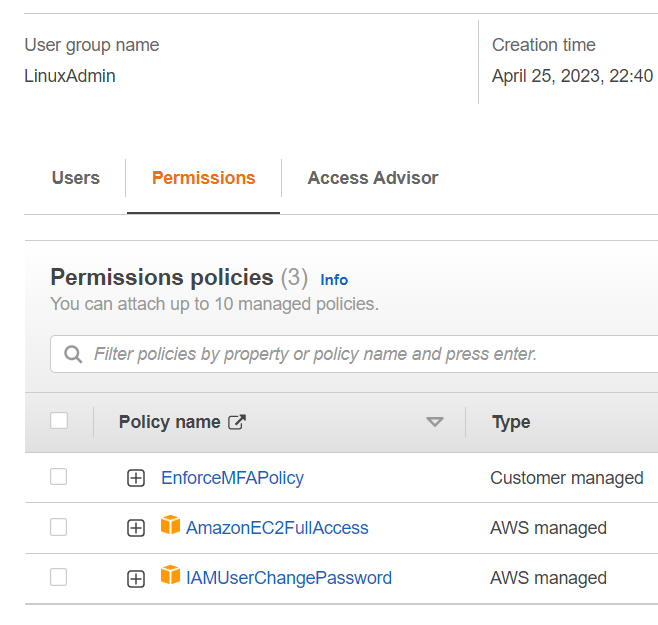 User group name
Creation time
LinuxAdmin
April 25, 2023, 22:40
Users
Permissions
Access Advisor
Permissions policies (3) Info
You can attach up to 10 managed policies.
Filter policies by property or policy name and press enter.
Policy name
Type
EnforceMFAPolicy
Customer managed
AmazonEC2FullAccess
AWS managed
IAMUserChangePassword
AWS managed